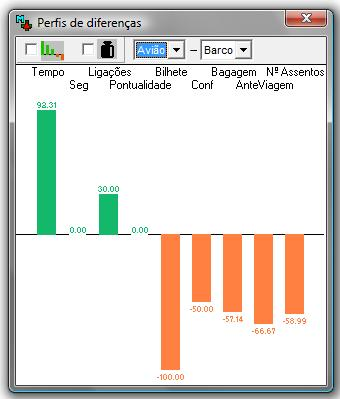 Perfis de diferenças
Avião – Barco
Tempo Ligações Bilhete Bagagem Nº Assentos
Seg Pontualidade Conf AnteViagem
92.31
30.00
0.00 0.00
-50.00
-57.14 -58.99
-66.67
-100.00